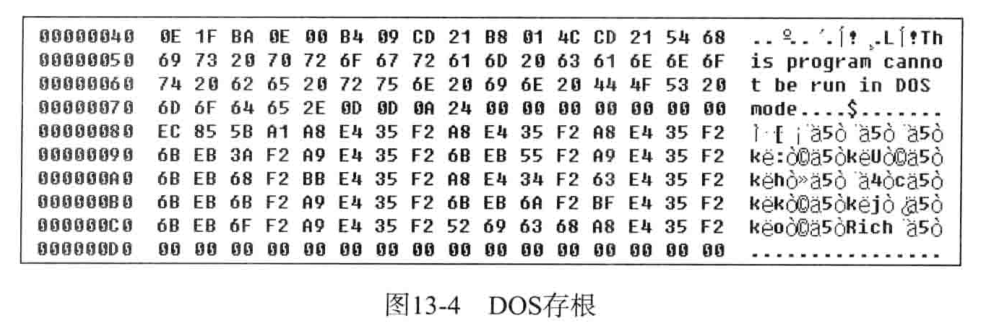 00000040 0E 1F BA 0E 00 B4 09 CD 21 B8 01 4C CD 21 54 68 .. º..´.Í!¸.LÍ!Th
00000050 69 73 20 70 72 6F 67 72 61 6D 20 63 61 6E 6E 6F is program canno
00000060 74 20 62 65 20 72 75 6E 20 69 6E 20 44 4F 53 20 t be run in DOS
00000070 6D 6F 64 65 2E 0D 0D 0A 24 00 00 00 00 00 00 00 mode....$.......
00000080 EC 85 5B A1 A8 E4 35 F2 A8 E4 35 F2 A8 E4 35 F2 ì·[¡¨ä5ò¨ä5ò¨ä5ò
00000090 6B EB 3A F2 A9 E4 35 F2 6B EB 55 F2 A9 E4 35 F2 kë:ò©ä5òkëUò©ä5ò
000000A0 6B EB 68 F2 BB E4 35 F2 A8 E4 34 F2 63 E4 35 F2 këhò»ä5ò¨ä4òcä5ò
000000B0 6B EB 6B F2 A9 E4 35 F2 6B EB 6A F2 BF E4 35 F2 këkò©ä5òkëjò¿ä5ò
000000C0 6B EB 6F F2 A9 E4 35 F2 52 69 63 68 A8 E4 35 F2 këoò©ä5òRich¨ä5ò
000000D0 00 00 00 00 00 00 00 00 00 00 00 00 00 00 00 00 ................
图13-4 DOS存根